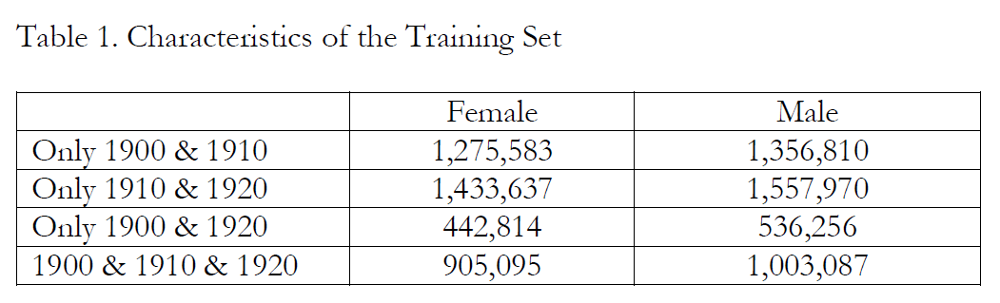 Table 1. Characteristics of the Training Set
Female Male
Only 1900 & 1910 1,275,583 1,356,810
Only 1910 & 1920 1,433,637 1,557,970
Only 1900 & 1920 442,814 536,256
1900 & 1910 & 1920 905,095 1,003,087